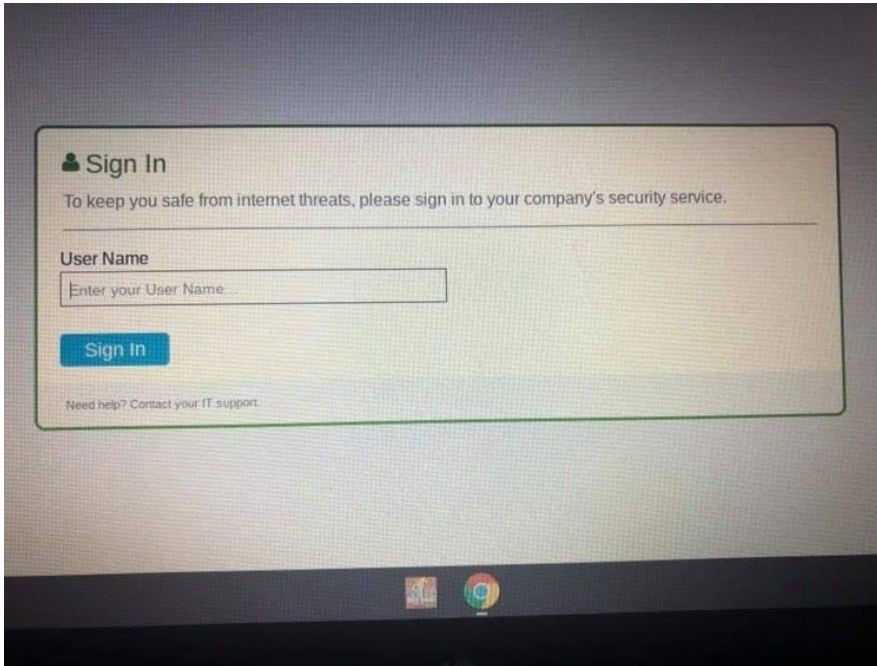 Sign In
To keep you safe from internet threats, please sign in to your company's security service.
User Name
Enter your User Name...
Sign In
Need help? Contact your IT support.